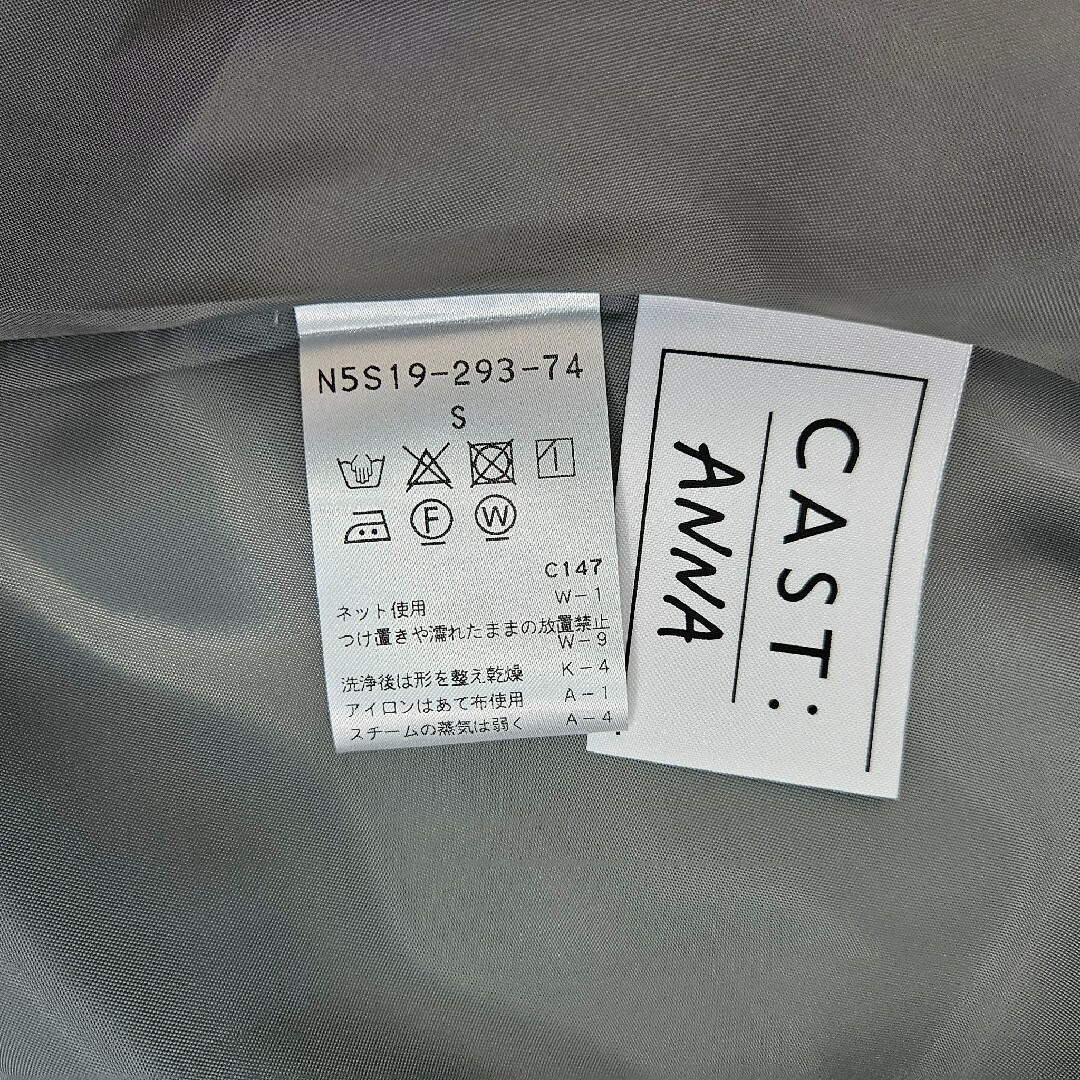 N5S19-293-74
S
F W
C147
W-1
ネット使用
つけ置きや濡れたままの放置禁止
W-9
洗浄後は形を整え乾燥 K-4
アイロンはあて布使用 A-1
スチームの蒸気は弱く A-4
CAST:
ANNA